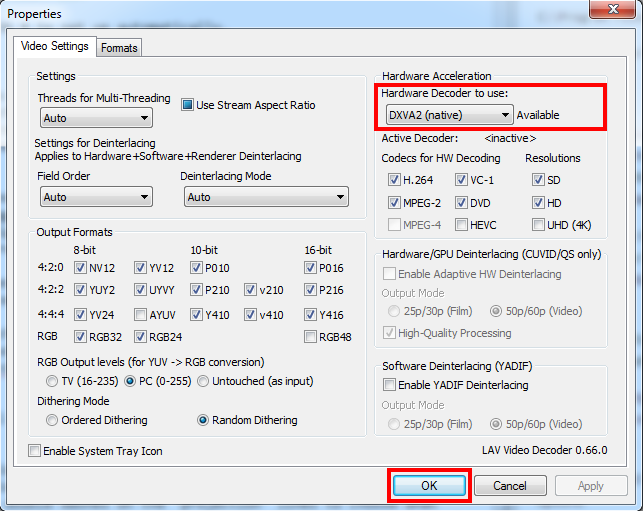 Properties
Video Settings
Formats
Settings
Threads for Multi-Threading
Auto
Use Stream Aspect Ratio
Settings for Deinterlacing
Applies to Hardware+Software+Renderer Deinterlacing
Field Order
Deinterlacing Mode
Auto
Auto
Output Formats
8-bit 10-bit 16-bit
4:2:0 NV12 YV12 P010 P016
4:2:2 YUY2 UYVY P210 v210 P216
4:4:4 YV24 AYUV Y410 v410 Y416
RGB RGB32 RGB24 RGB48
RGB Output levels (for YUV -> RGB conversion)
TV (16-235) PC (0-255) Untouched (as input)
Dithering Mode
Ordered Dithering Random Dithering
Enable System Tray Icon
Hardware Acceleration
Hardware Decoder to use:
DXVA2 (native) Available
Active Decoder: <inactive>
Codecs for HW Decoding Resolutions
H.264 VC-1 SD
MPEG-2 DVD HD
MPEG-4 HEVC UHD (4K)
Hardware/GPU Deinterlacing (CUVID/QS only)
Enable Adaptive HW Deinterlacing
Output Mode
25p/30p (Film) 50p/60p (Video)
High-Quality Processing
Software Deinterlacing (YADIF)
Enable YADIF Deinterlacing
Output Mode
25p/30p (Film) 50p/60p (Video)
LAV Video Decoder 0.66.0
OK Cancel Apply